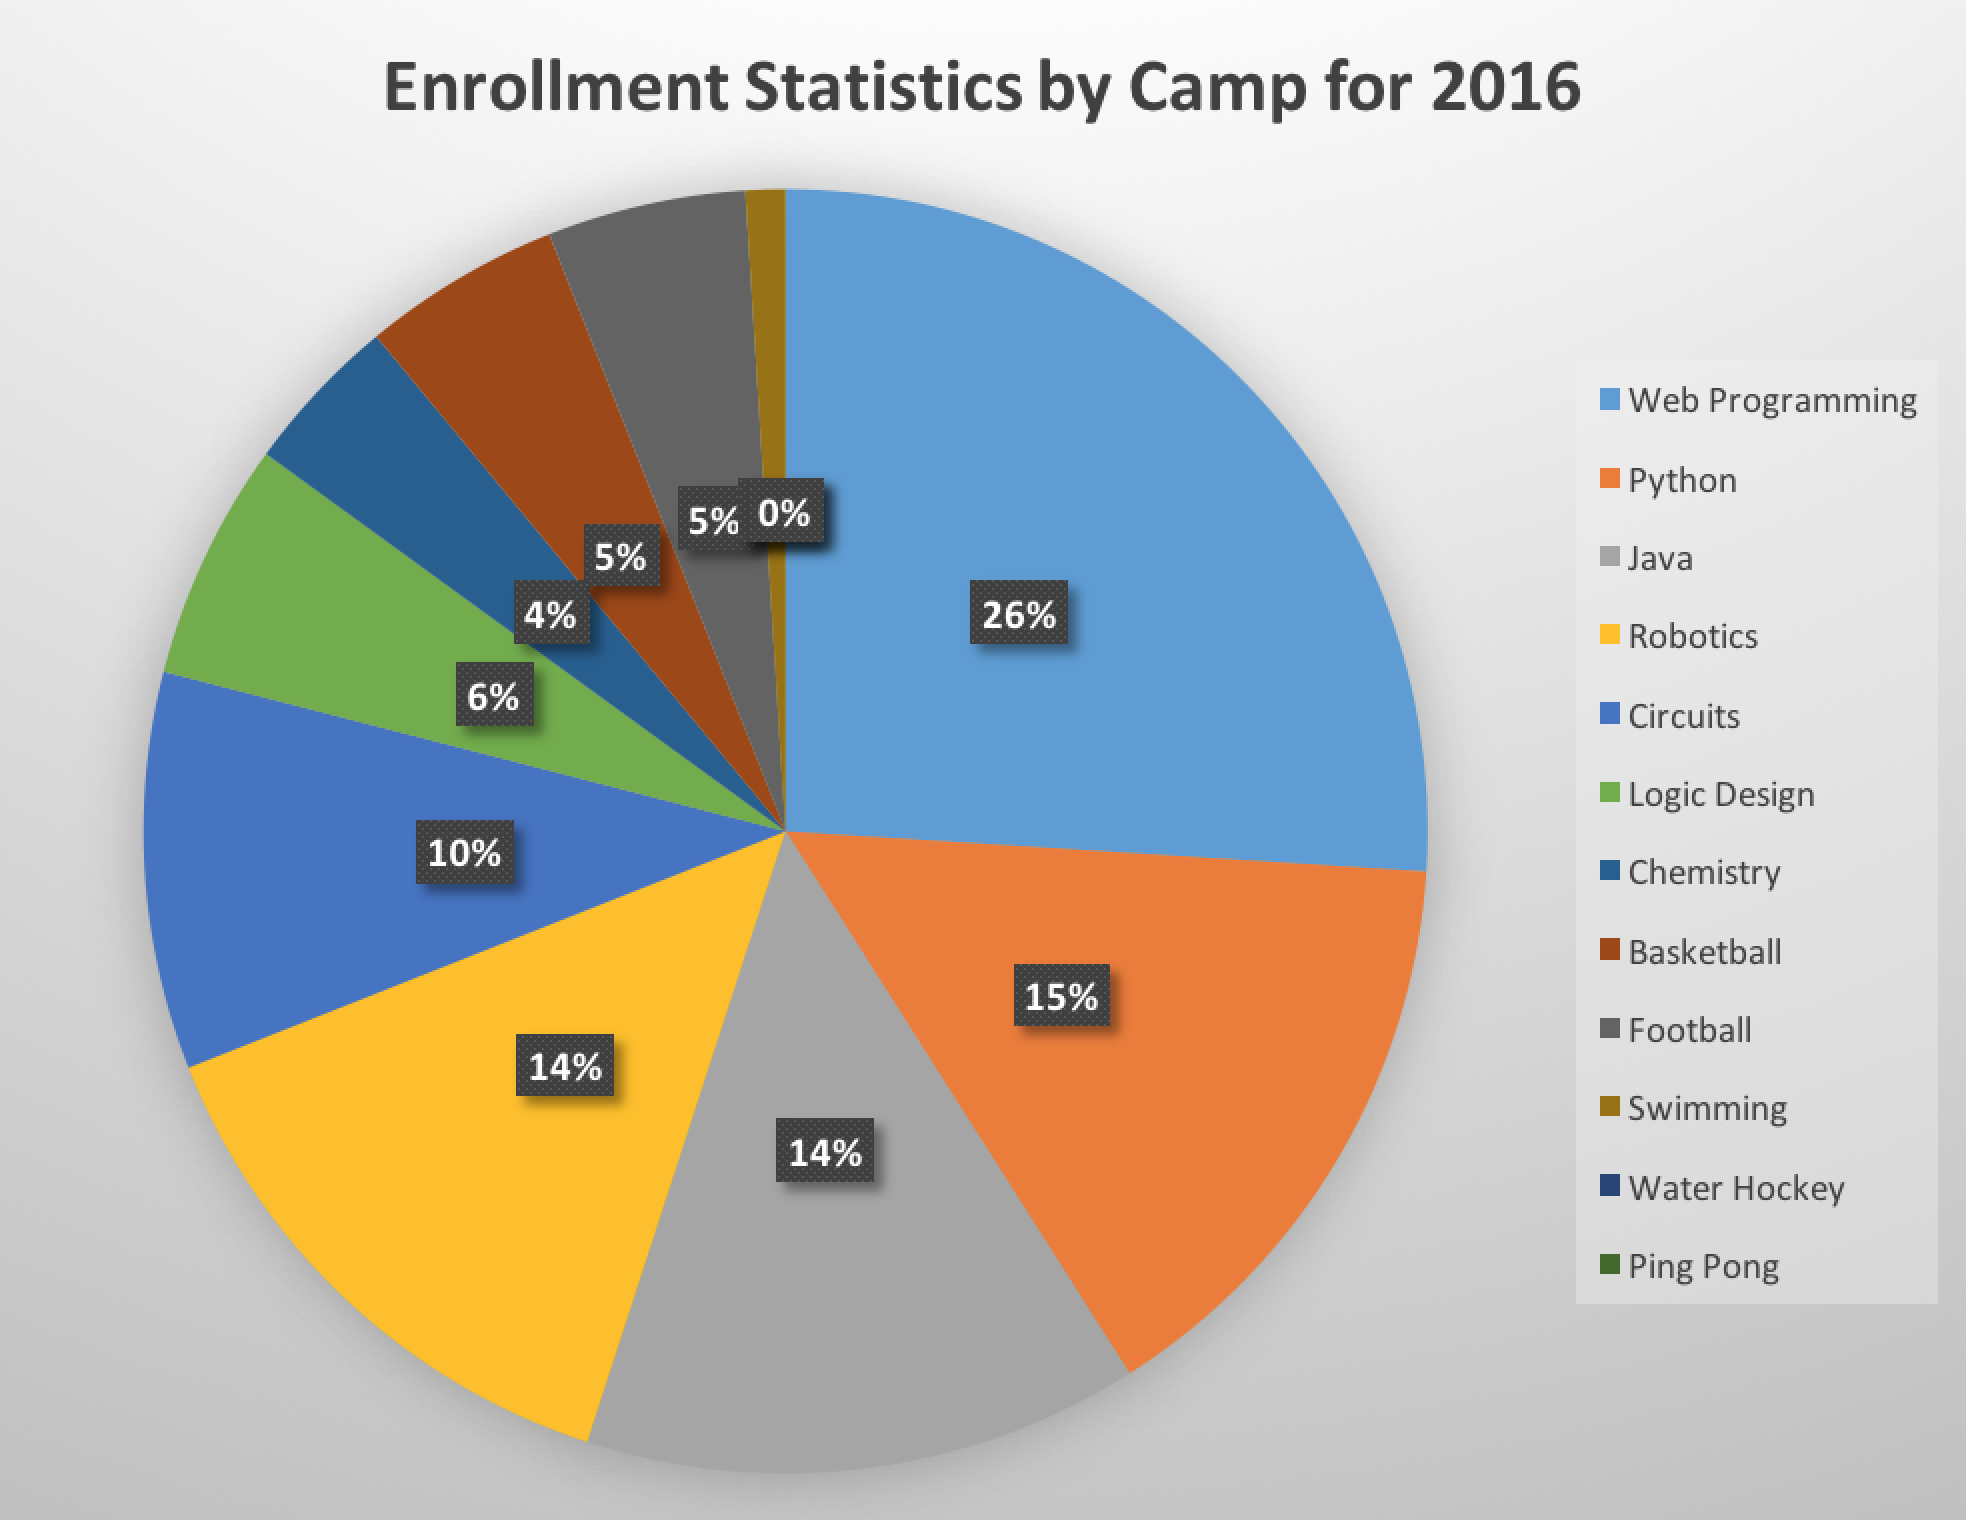 Enrollment Statistics by Camp for 2016
26%
15%
14%
14%
10%
6%
4%
5%
5%
0%
Web Programming
Python
Java
Robotics
Circuits
Logic Design
Chemistry
Basketball
Football
Swimming
Water Hockey
Ping Pong